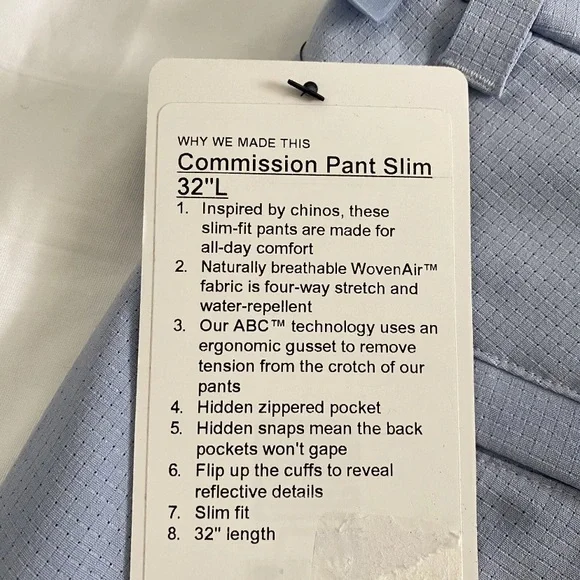 WHY WE MADE THIS
Commission Pant Slim
32"L
1. Inspired by chinos, these
slim-fit pants are made for
all-day comfort
2. Naturally breathable WovenAir™
fabric is four-way stretch and
water-repellent
3. Our ABC™ technology uses an
ergonomic gusset to remove
tension from the crotch of our
pants
4. Hidden zippered pocket
5. Hidden snaps mean the back
pockets won't gape
6. Flip up the cuffs to reveal
reflective details
7. Slim fit
8. 32" length